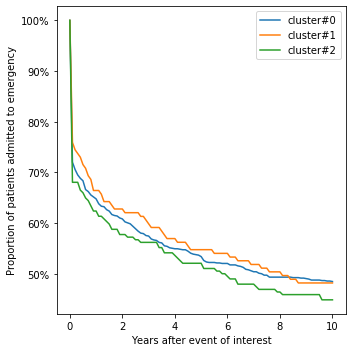 cluster#0
cluster#1
cluster#2
100%
90%
80%
70%
60%
50%
Proportion of patients admitted to emergency
0
2
4
6
8
10
Years after event of interest